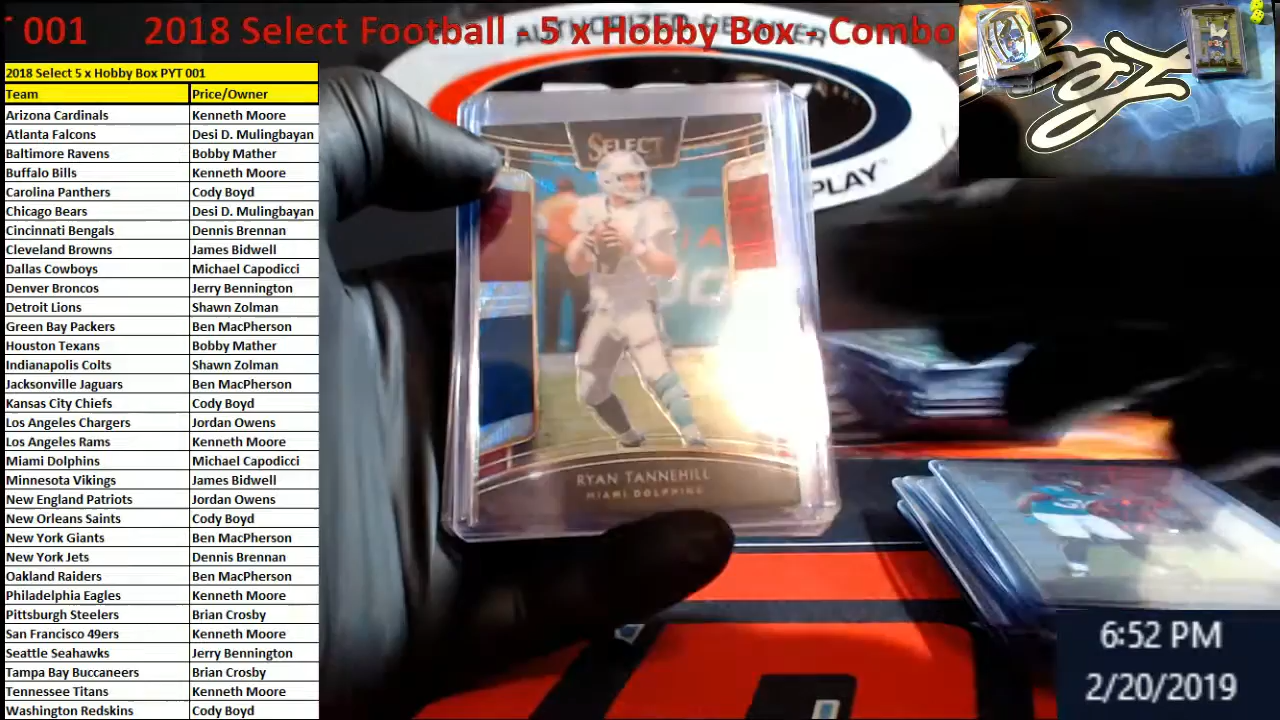 001 2018 Select Football - 5 x Hobby Box - Combo
AUTHORIZED DEALER
2018 Select 5 x Hobby Box PYT 001
Team Price/Owner
Arizona Cardinals Kenneth Moore
Atlanta Falcons Desi D. Mulingbayan
Baltimore Ravens Bobby Mather
Buffalo Bills Kenneth Moore
Carolina Panthers Cody Boyd
Chicago Bears Desi D. Mulingbayan
Cincinnati Bengals Dennis Brennan
Cleveland Browns James Bidwell
Dallas Cowboys Michael Capodicci
Denver Broncos Jerry Bennington
Detroit Lions Shawn Zolman
Green Bay Packers Ben MacPherson
Houston Texans Bobby Mather
Indianapolis Colts Shawn Zolman
Jacksonville Jaguars Ben MacPherson
Kansas City Chiefs Cody Boyd
Los Angeles Chargers Jordan Owens
Los Angeles Rams Kenneth Moore
Miami Dolphins Michael Capodicci
Minnesota Vikings James Bidwell
New England Patriots Jordan Owens
New Orleans Saints Cody Boyd
New York Giants Ben MacPherson
New York Jets Dennis Brennan
Oakland Raiders Ben MacPherson
Philadelphia Eagles Kenneth Moore
Pittsburgh Steelers Brian Crosby
San Francisco 49ers Kenneth Moore
Seattle Seahawks Jerry Bennington
Tampa Bay Buccaneers Brian Crosby
Tennessee Titans Kenneth Moore
Washington Redskins Cody Boyd
SELECT
PLAY
RYAN TANNEHILL
MIAMI DOLPHINS
6:52 PM
2/20/2019